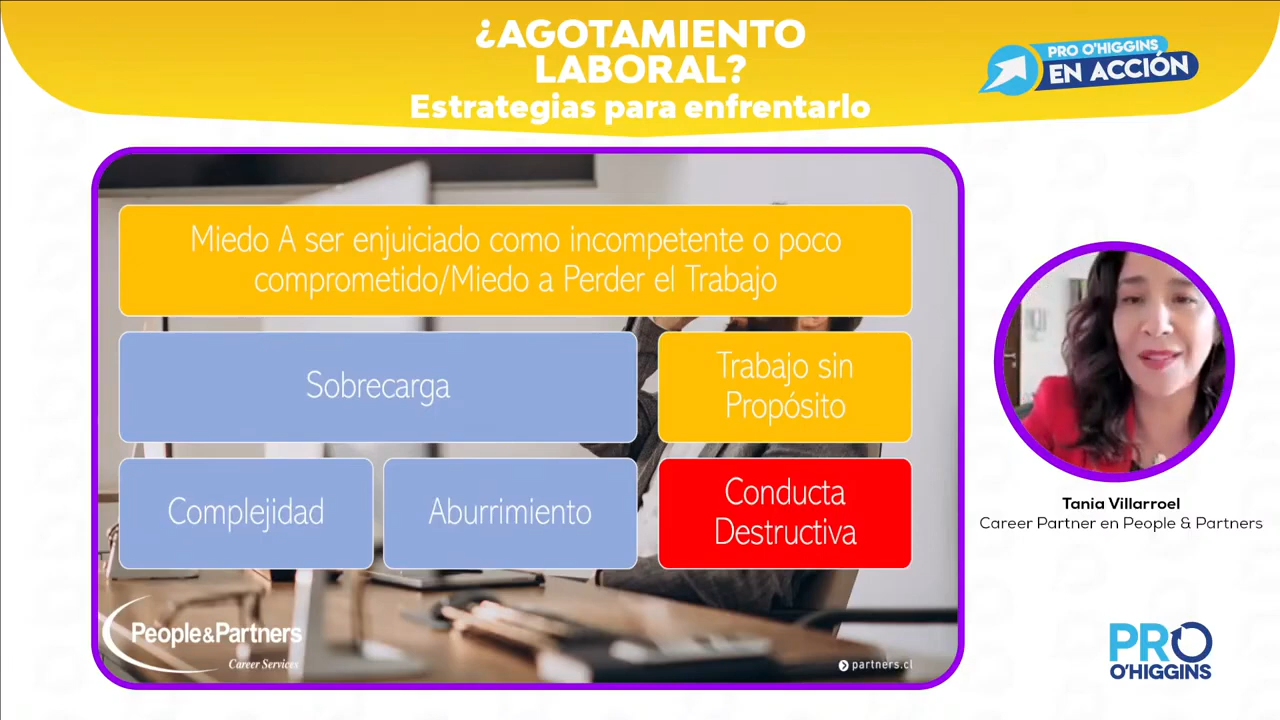 ¿AGOTAMIENTO
LABORAL?
Estrategias para enfrentarlo
PRO O'HIGGINS
EN ACCIÓN
Miedo A ser enjuiciado como incompetente o poco
comprometido/Miedo a Perder el Trabajo
Sobrecarga
Trabajo sin
Propósito
Complejidad
Aburrimiento
Conducta
Destructiva
People&Partners
Career Services
partners.cl
Tania Villarroel
Career Partner en People & Partners
PRO
O'HIGGINS